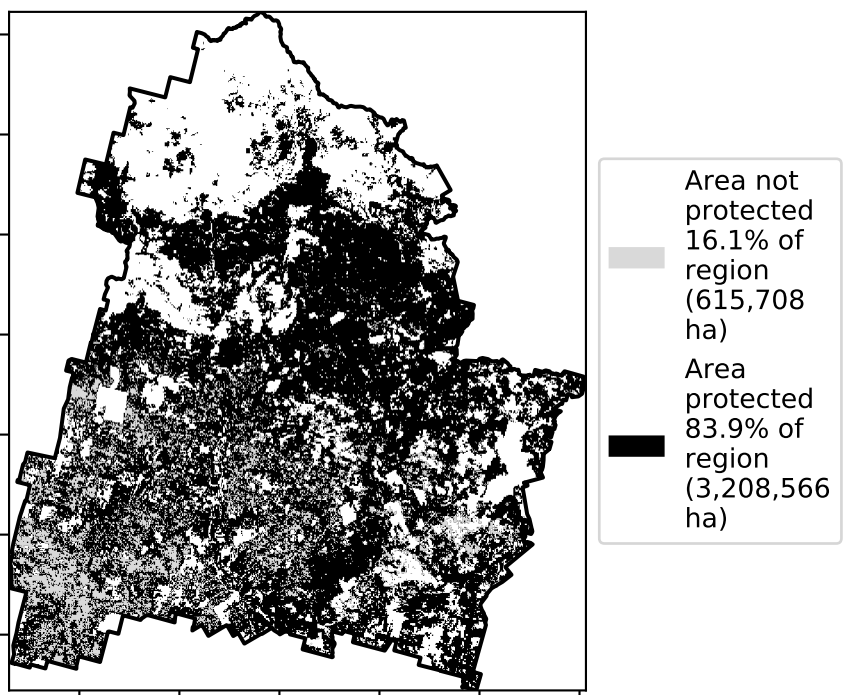 Area not
protected
16.1% of
region
(615,708
ha)
Area
protected
83.9% of
region
(3,208,566
ha)